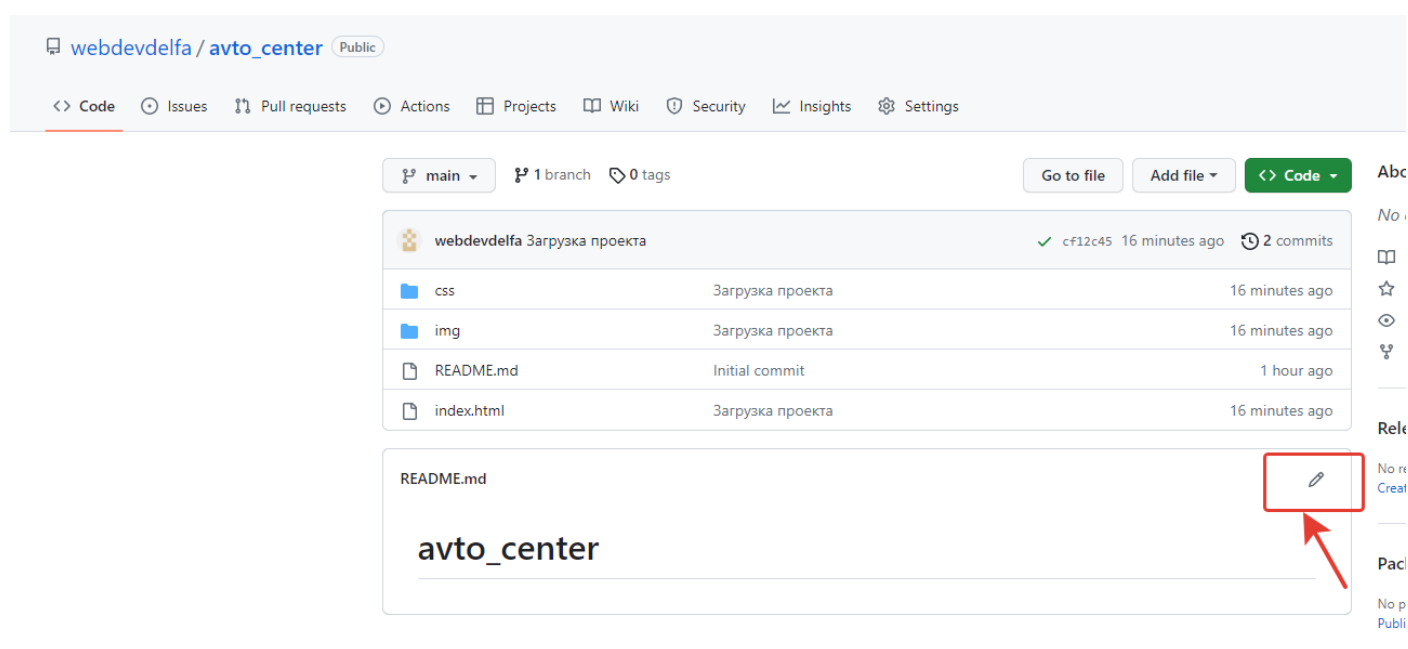 webdevdelfa / avto_center Public
Code Issues Pull requests Actions Projects Wiki Security Insights Settings
main 1 branch 0 tags Go to file Add file Code
webdevdelfa Загрузка проекта cf12c45 16 minutes ago 2 commits
css Загрузка проекта 16 minutes ago
img Загрузка проекта 16 minutes ago
README.md Initial commit 1 hour ago
index.html Загрузка проекта 16 minutes ago
README.md
avto_center
No